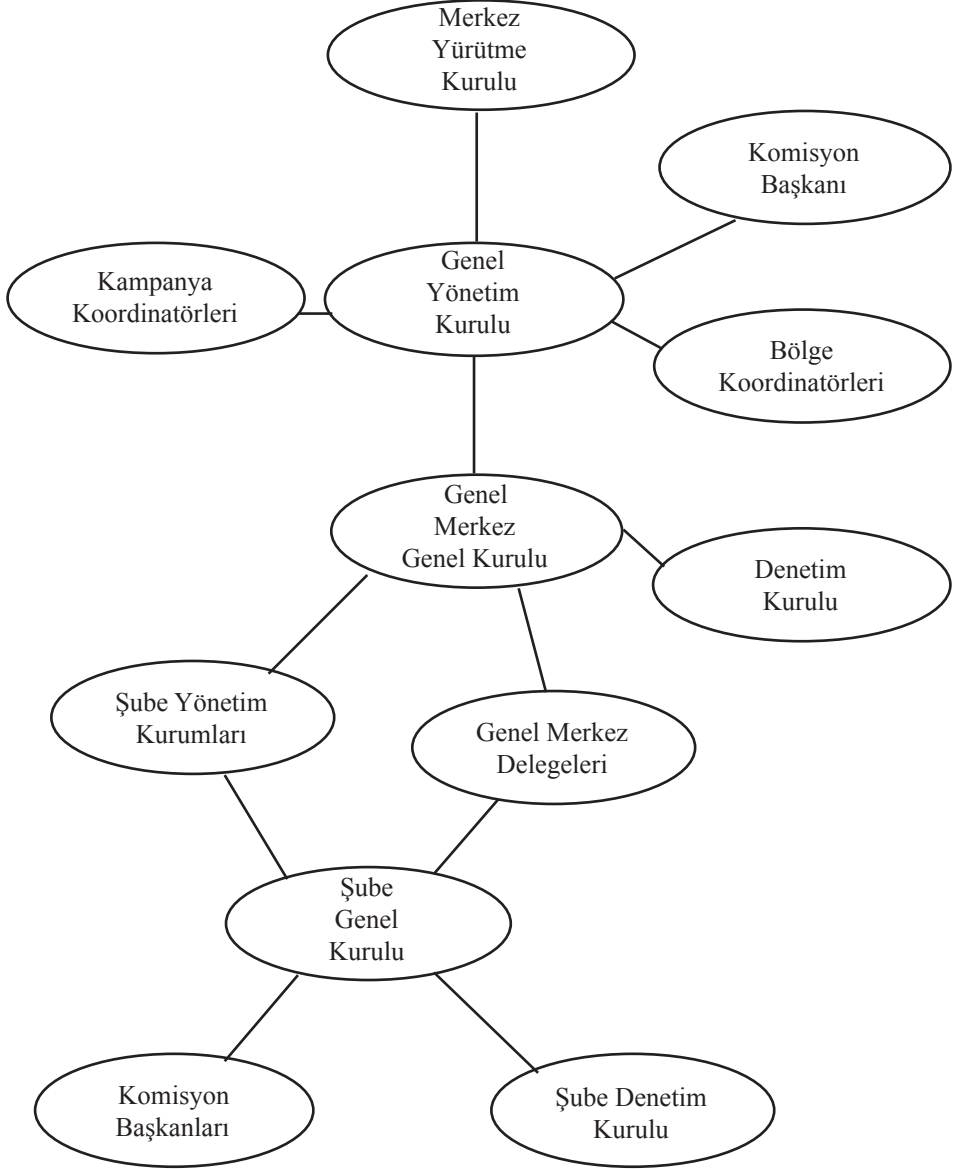 Merkez
Yürütme
Kurulu
Komisyon
Başkanı
Kampanya
Koordinatörleri
Genel
Yönetim
Kurulu
Bölge
Koordinatörleri
Genel
Merkez
Genel Kurulu
Denetim
Kurulu
Şube Yönetim
Kurumları
Genel Merkez
Delegeleri
Şube
Genel
Kurulu
Komisyon
Başkanları
Şube Denetim
Kurulu